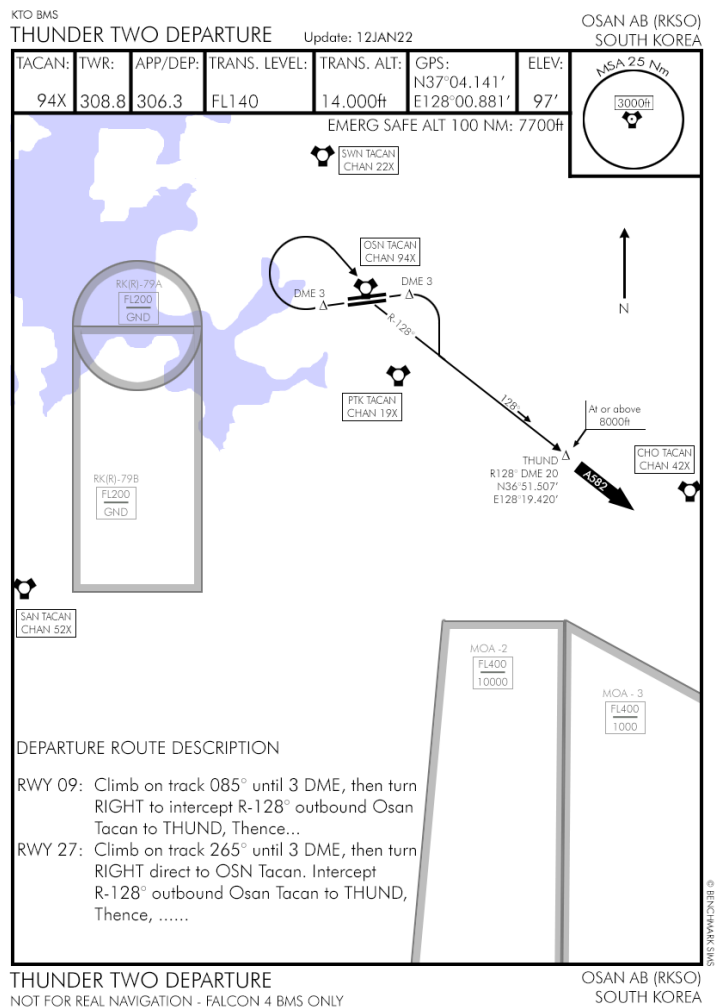 KTO BMS
THUNDER TWO DEPARTURE
Update: 12JAN22
OSAN AB (RKSO)
SOUTH KOREA
TACAN:
94X
TWR:
308.8
APP/DEP:
306.3
TRANS. LEVEL:
FL140
TRANS. ALT:
14.000ft
GPS:
N37°04.141'
E128°00.881'
ELEV:
97'
MSA 25 Nm
3000ft
EMERG SAFE ALT 100 NM: 7700ft
SWN TACAN
CHAN 22X
OSN TACAN
CHAN 94X
RK(R)-79A
FL200
GND
DME 3
DME 3
N
R-128°
PTK TACAN
CHAN 19X
128°
At or above
8000ft
THUND
R128° DME 20
N36°51.507'
E128°19.420'
A582
CHO TACAN
CHAN 42X
RK(R)-79B
FL200
GND
SAN TACAN
CHAN 52X
MOA -2
FL400
10000
MOA - 3
FL400
1000
DEPARTURE ROUTE DESCRIPTION
RWY 09: Climb on track 085° until 3 DME, then turn
RIGHT to intercept R-128° outbound Osan
Tacan to THUND, Thence...
RWY 27: Climb on track 265° until 3 DME, then turn
RIGHT direct to OSN Tacan. Intercept
R-128° outbound Osan Tacan to THUND,
Thence, ......
© BENCHMARK SIMS
THUNDER TWO DEPARTURE
NOT FOR REAL NAVIGATION - FALCON 4 BMS ONLY
OSAN AB (RKSO)
SOUTH KOREA